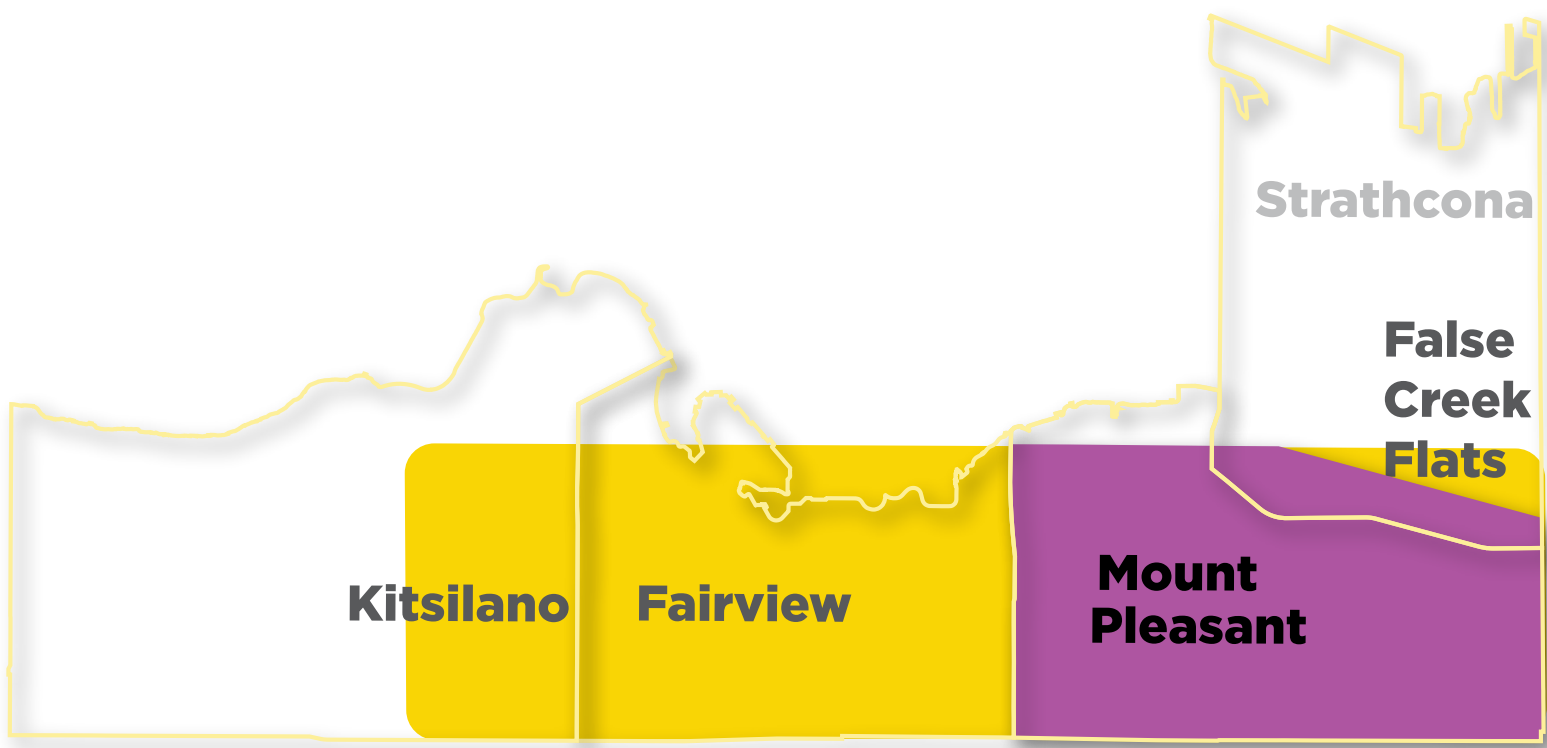 Strathcona
False
Creek
Flats
Kitsilano
Fairview
Mount
Pleasant